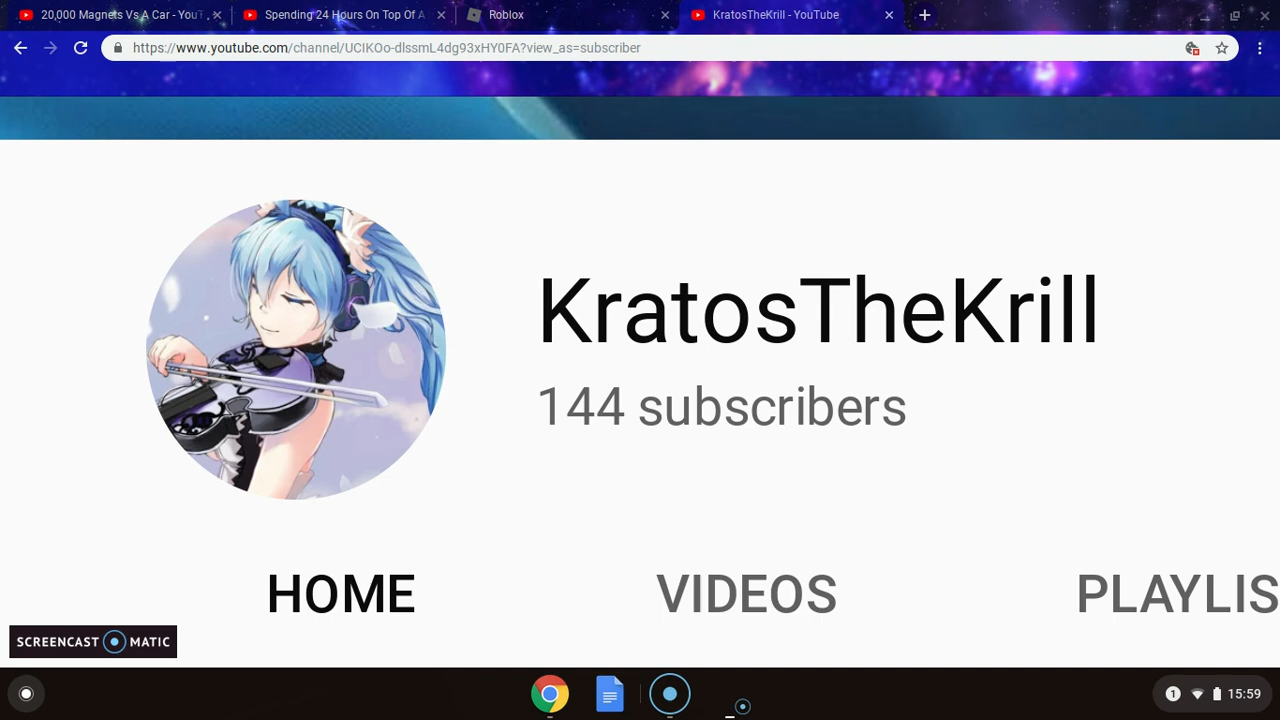 20,000 Magnets Vs A Car - YouT
Spending 24 Hours On Top Of A
Roblox
KratosTheKrill - YouTube
https://www.youtube.com/channel/UCIKOo-dlssmL4dg93xHY0FA?view_as=subscriber
KratosTheKrill
144 subscribers
HOME
VIDEOS
PLAYLIS
SCREENCAST MATIC
1
15:59